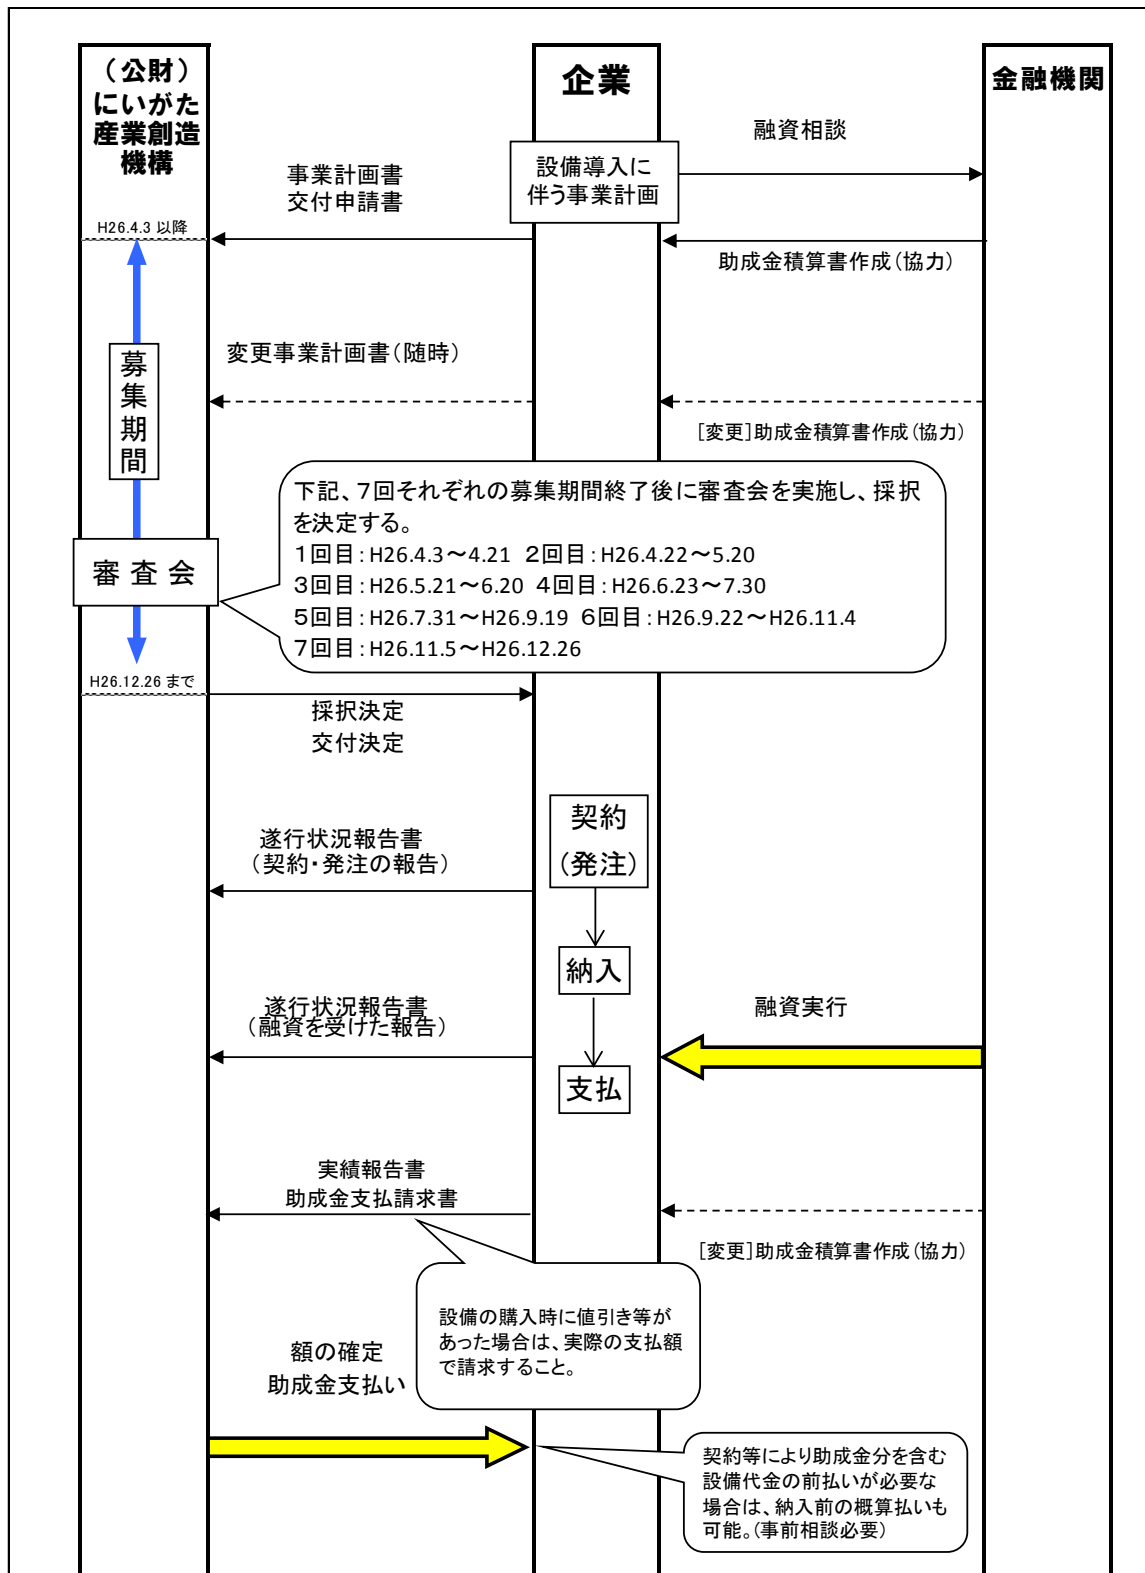 （公財）
にいがた
産業創造
機構
企業
金融機関
融資相談
設備導入に
伴う事業計画
事業計画書
交付申請書
H26.4.3 以降
助成金積算書作成（協力）
募集期間
変更事業計画書（随時）
［変更］助成金積算書作成（協力）
下記、７回それぞれの募集期間終了後に審査会を実施し、採択
を決定する。
１回目：H26.4.3～4.21 ２回目：H26.4.22～5.20
３回目：H26.5.21～6.20 ４回目：H26.6.23～7.30
５回目：H26.7.31～H26.9.19 ６回目：H26.9.22～H26.11.4
７回目：H26.11.5～H26.12.26
審査会
H26.12.26 まで
採択決定
交付決定
契約
（発注）
遂行状況報告書
（契約・発注の報告）
納入
遂行状況報告書
（融資を受けた報告）
融資実行
支払
実績報告書
助成金支払請求書
［変更］助成金積算書作成（協力）
設備の購入時に値引き等が
あった場合は、実際の支払額
で請求すること。
額の確定
助成金支払い
契約等により助成金分を含む
設備代金の前払いが必要な
場合は、納入前の概算払いも
可能。（事前相談必要）